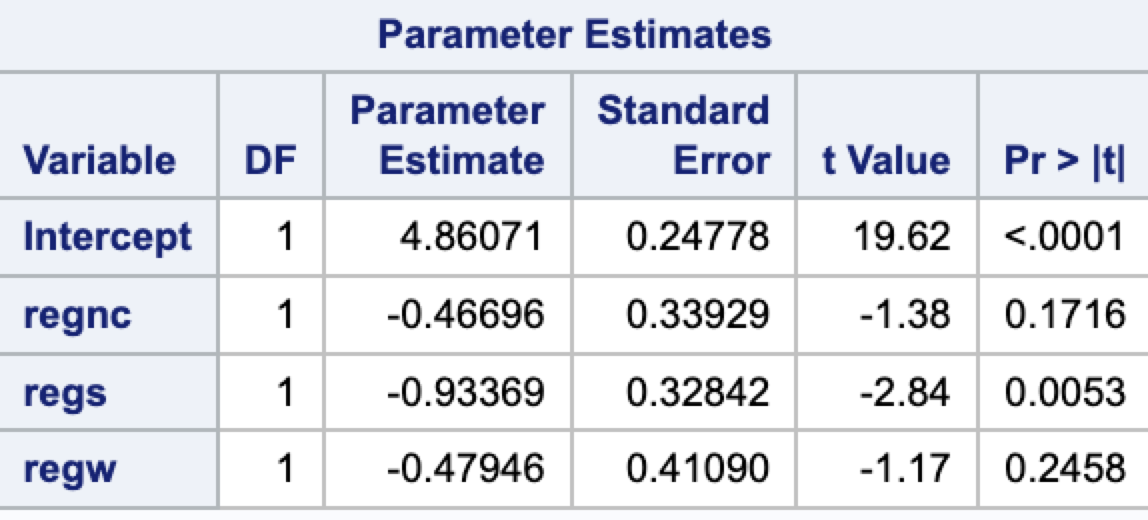 Parameter Estimates
Variable DF Parameter Estimate Standard Error t Value Pr > |t|
Intercept 1 4.86071 0.24778 19.62 <.0001
regnc 1 -0.46696 0.33929 -1.38 0.1716
regs 1 -0.93369 0.32842 -2.84 0.0053
regw 1 -0.47946 0.41090 -1.17 0.2458